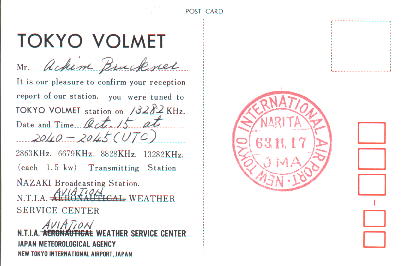 POST CARD
TOKYO VOLMET
Mr. Achim Bruckner
It is our pleasure to confirm your reception
report of our station. you were tuned to
TOKYO VOLMET station on 13282 KHz.
Date and Time Oct. 15 at
2040-2045 (UTC)
2863KHz. 6679KHz. 8828KHz. 13282KHz.
(each 1.5 kw) Transmitting Station
NAZAKI Broadcasting Station.
AVIATION
N.T.I.A. AERONAUTICAL WEATHER
SERVICE CENTER
AVIATION
N.T.I.A. AERONAUTICAL WEATHER SERVICE CENTER
JAPAN METEOROLOGICAL AGENCY
NEW TOKYO INTERNATIONAL AIRPORT, JAPAN
NEW TOKYO INTERNATIONAL AIRPORT
NARITA
63.11.17
JMA